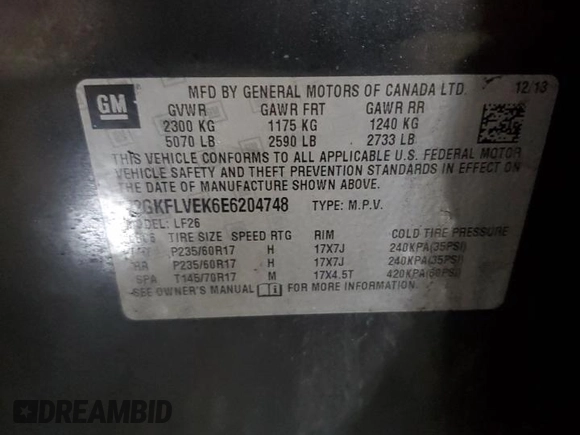 GM
MFD BY GENERAL MOTORS OF CANADA LTD. 12/13
GVWR GAWR FRT GAWR RR
2300 KG 1175 KG 1240 KG
5070 LB 2590 LB 2733 LB
THIS VEHICLE CONFORMS TO ALL APPLICABLE U.S. FEDERAL MOTOR
VEHICLE SAFETY AND THEFT PREVENTION STANDARDS IN EFFECT ON
THE DATE OF MANUFACTURE SHOWN ABOVE.
2GKFLVEK6E6204748 TYPE: M.P.V.
MODEL: LF26
TIRE SIZE SPEED RTG RIM COLD TIRE PRESSURE
P235/60R17 H 17X7J 240KPA(35PSI)
RR P235/60R17 H 17X7J 240KPA(35PSI)
SPA T145/70R17 M 17X4.5T 420KPA(60PSI)
SEE OWNER'S MANUAL FOR MORE INFORMATION.
DREAMBID